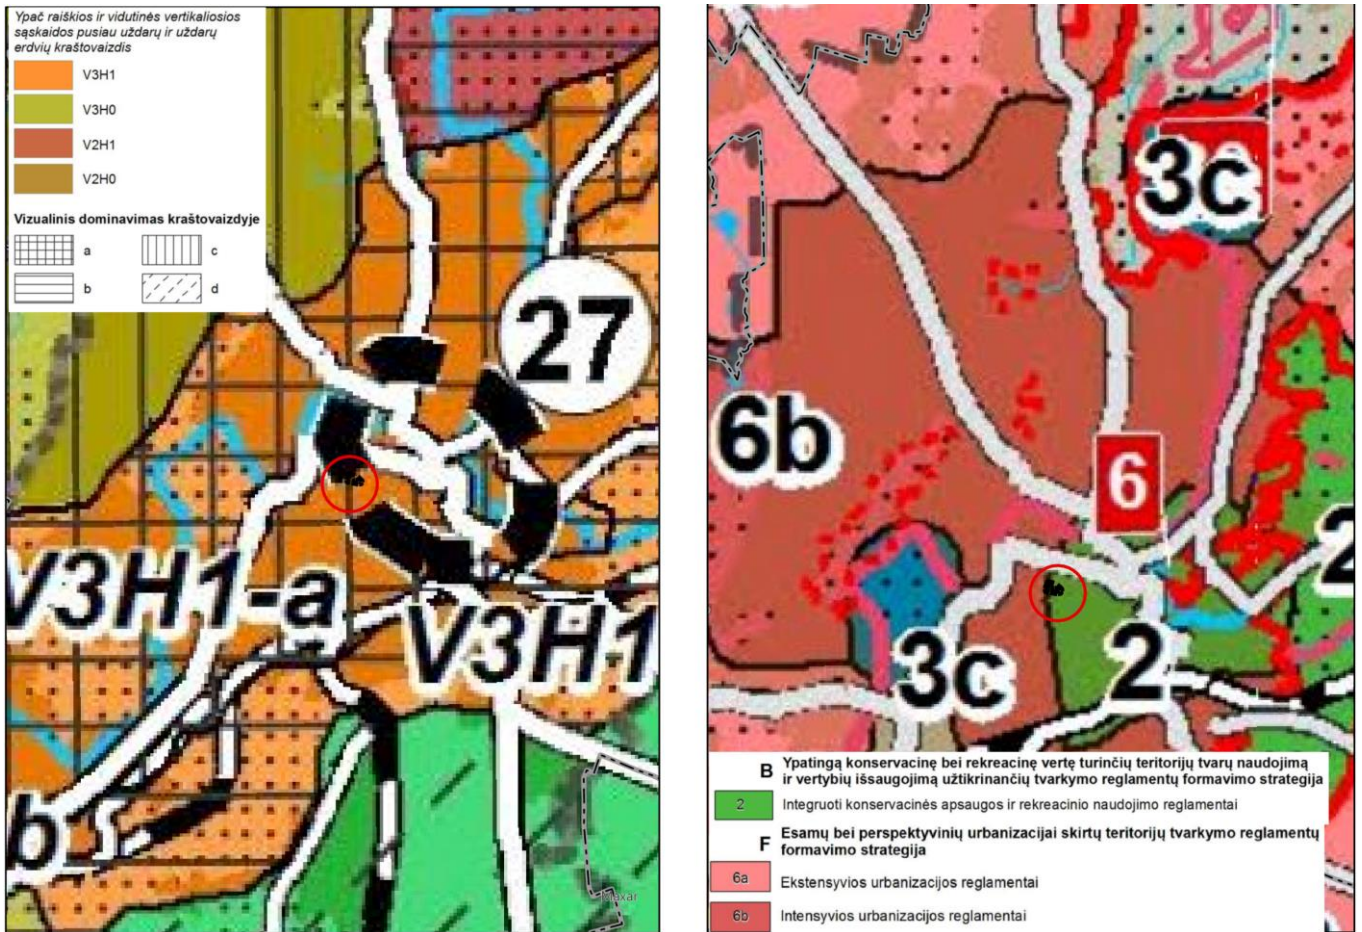 Ypač raiškios ir vidutinės vertikaliosios
sąskaidos pusiau uždarų ir uždarų
erdvių kraštovaizdis
V3H1
V3H0
V2H1
V2H0
Vizualinis dominavimas kraštovaizdyje
a
c
b
d
27
V3H1-a
V3H1
b
Maxar
3c
6b
6
2
3c
2
B Ypatingą konservacinę bei rekreacinę vertę turinčių teritorijų tvarų naudojimą
ir vertybių išsaugojimą užtikrinančių tvarkymo reglamentų formavimo strategija
2 Integruoti konservacinės apsaugos ir rekreacinio naudojimo reglamentai
F Esamų bei perspektyvinių urbanizacijai skirtų teritorijų tvarkymo reglamentų
formavimo strategija
6a Ekstensyvios urbanizacijos reglamentai
6b Intensyvios urbanizacijos reglamentai